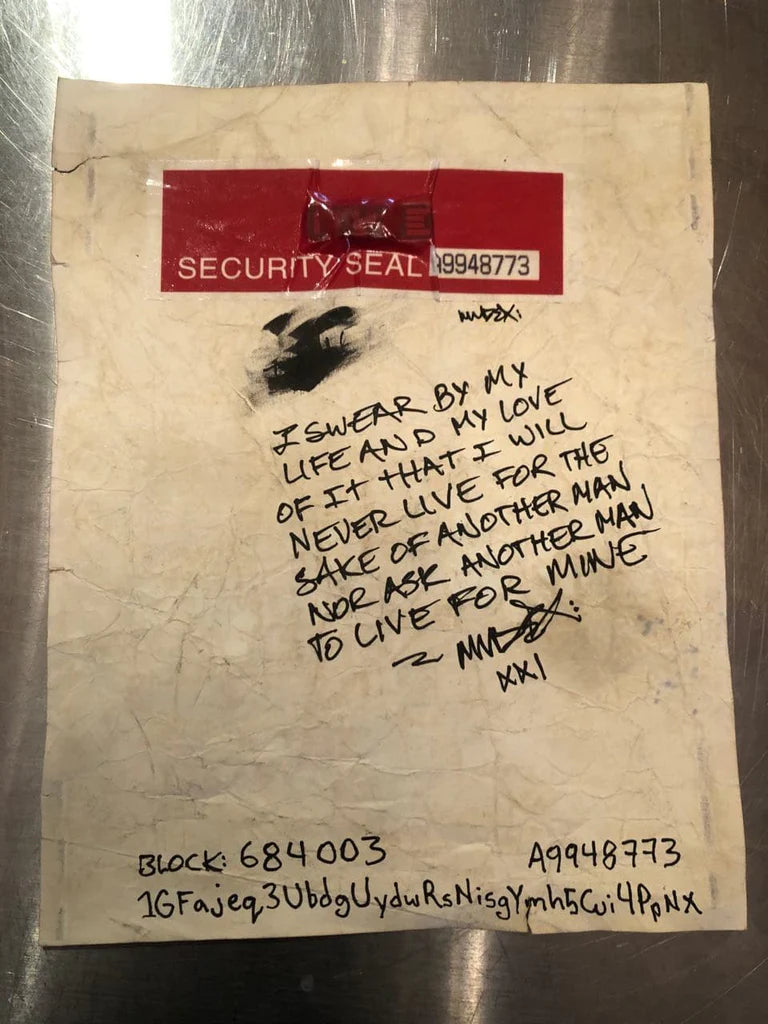 SECURITY SEAL A9948773
I SWEAR BY MY
LIFE AND MY LOVE
OF IT THAT I WILL
NEVER LIVE FOR THE
SAKE OF ANOTHER MAN
NOR ASK ANOTHER MAN
TO LIVE FOR MINE
XXI
BLOCK: 684003
A9948773
1GFajeq3UbdgUydwRsNisgYmh5Cwi4PpNX